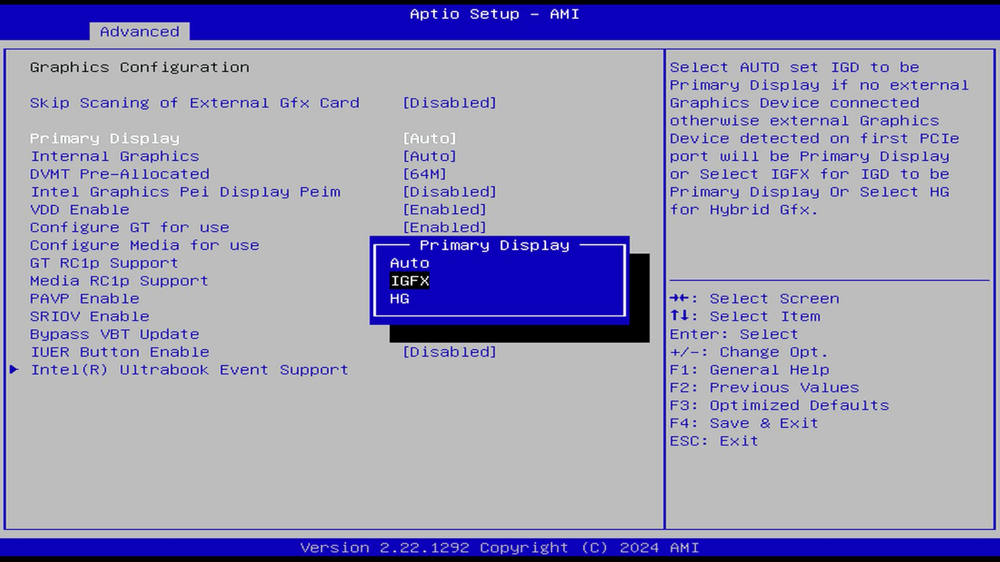 Aptio Setup - AMI
Advanced
Graphics Configuration
Skip Scaning of External Gfx Card [Disabled]
Primary Display [Auto]
Internal Graphics [Auto]
DVMT Pre-Allocated [64M]
Intel Graphics Pei Display Peim [Disabled]
VDD Enable [Enabled]
Configure GT for use [Enabled]
Configure Media for use
GT RC1p Support
Media RC1p Support
PAVP Enable
SRIOV Enable
Bypass VBT Update
IUER Button Enable [Disabled]
Intel(R) Ultrabook Event Support
Primary Display
Auto
IGFX
HG
Select AUTO set IGD to be
Primary Display if no external
Graphics Device connected
otherwise external Graphics
Device detected on first PCIe
port will be Primary Display
or Select IGFX for IGD to be
Primary Display Or Select HG
for Hybrid Gfx.
→←: Select Screen
↑↓: Select Item
Enter: Select
+/-: Change Opt.
F1: General Help
F2: Previous Values
F3: Optimized Defaults
F4: Save & Exit
ESC: Exit
Version 2.22.1292 Copyright (C) 2024 AMI